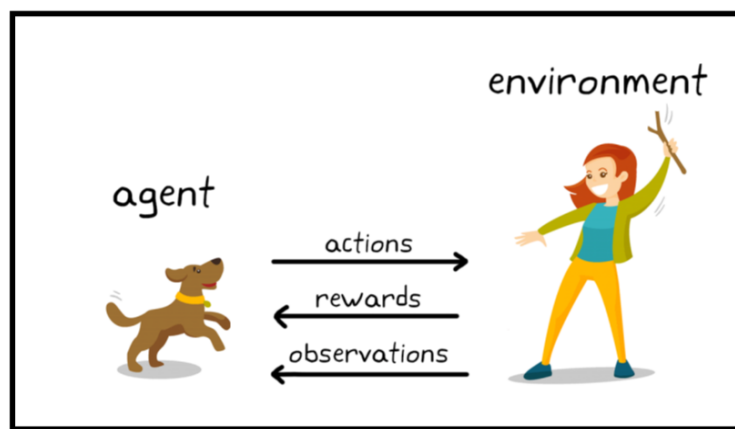 environment
agent
actions
rewards
observations